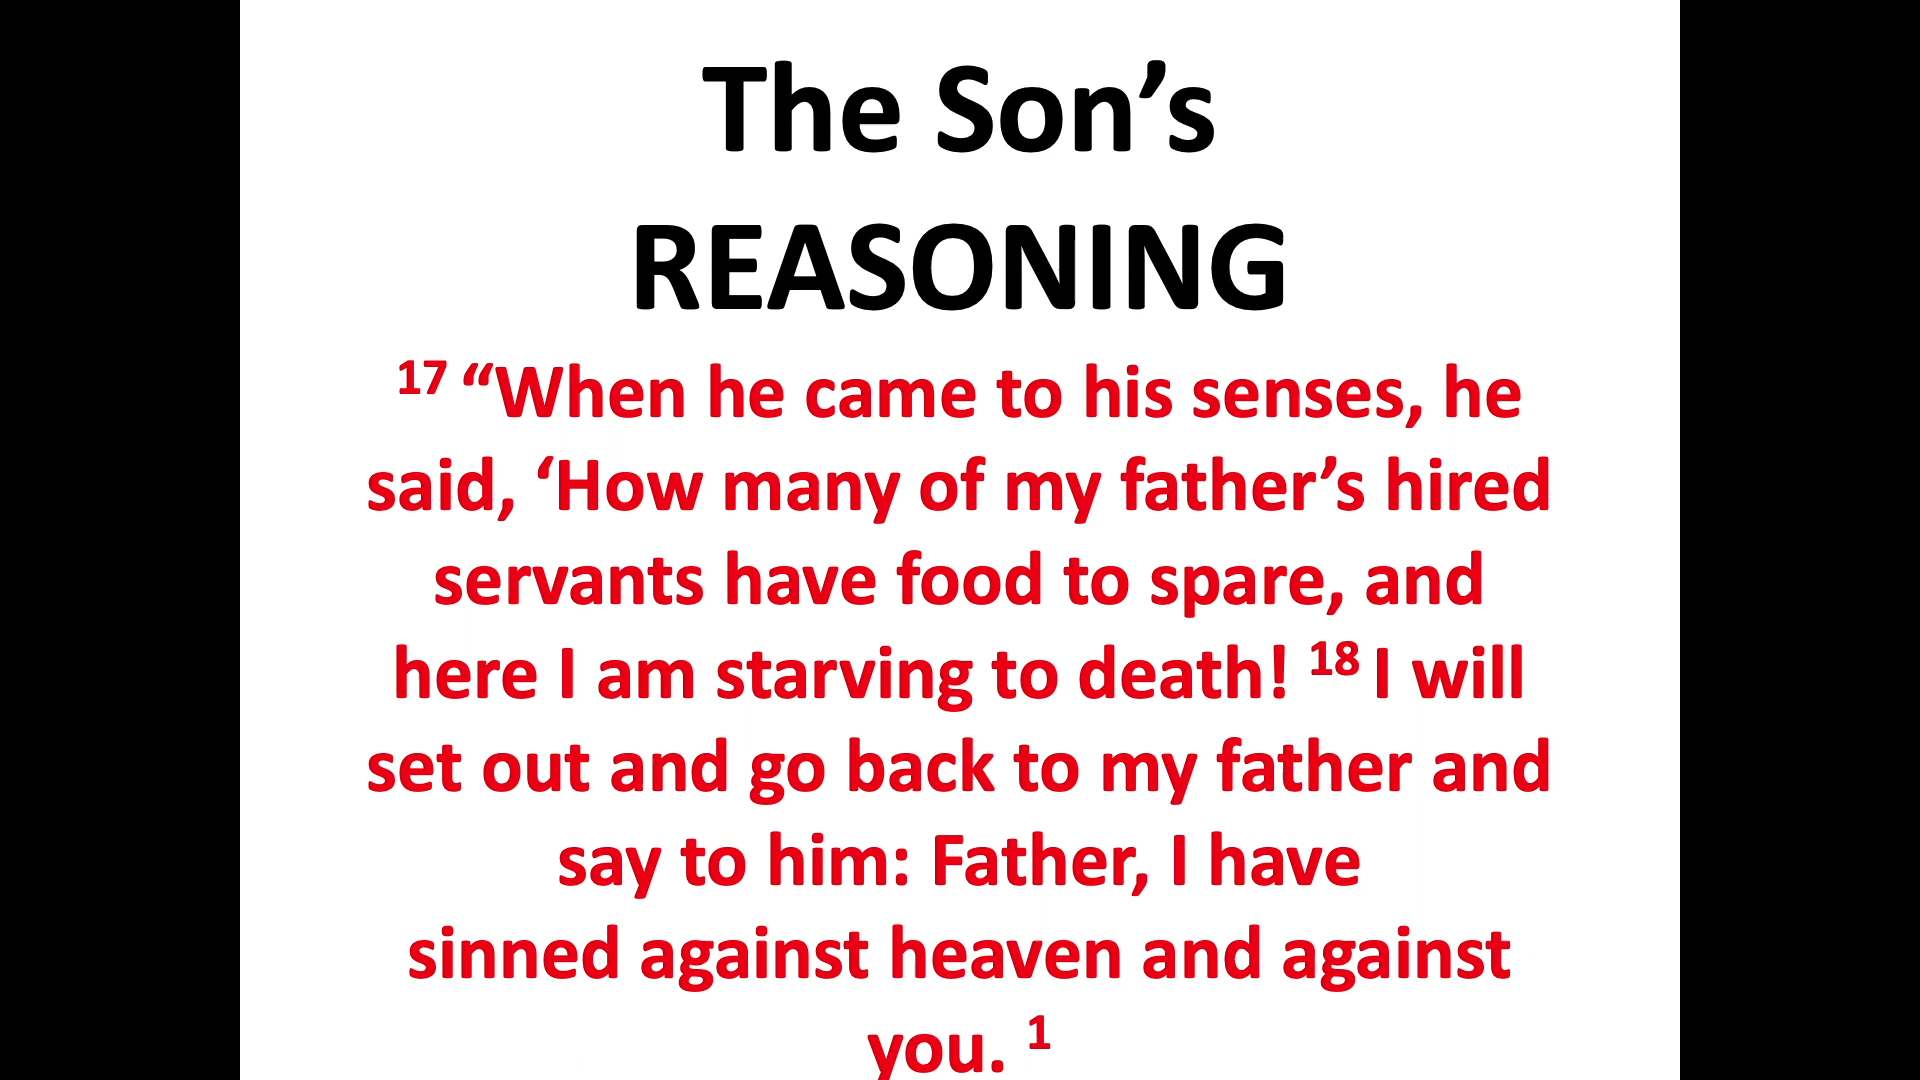 The Son’s
REASONING
17 “When he came to his senses, he
said, ‘How many of my father’s hired
servants have food to spare, and
here I am starving to death! 18 I will
set out and go back to my father and
say to him: Father, I have
sinned against heaven and against
you. 1